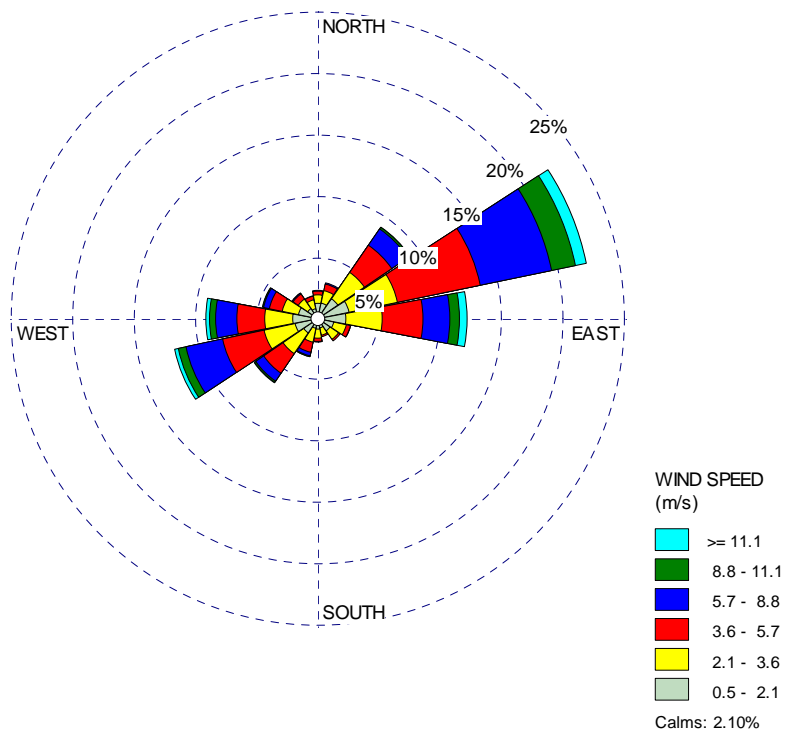 NORTH
25%
20%
15%
10%
5%
WEST
EAST
SOUTH
WIND SPEED
(m/s)
>= 11.1
8.8 - 11.1
5.7 - 8.8
3.6 - 5.7
2.1 - 3.6
0.5 - 2.1
Calms: 2.10%